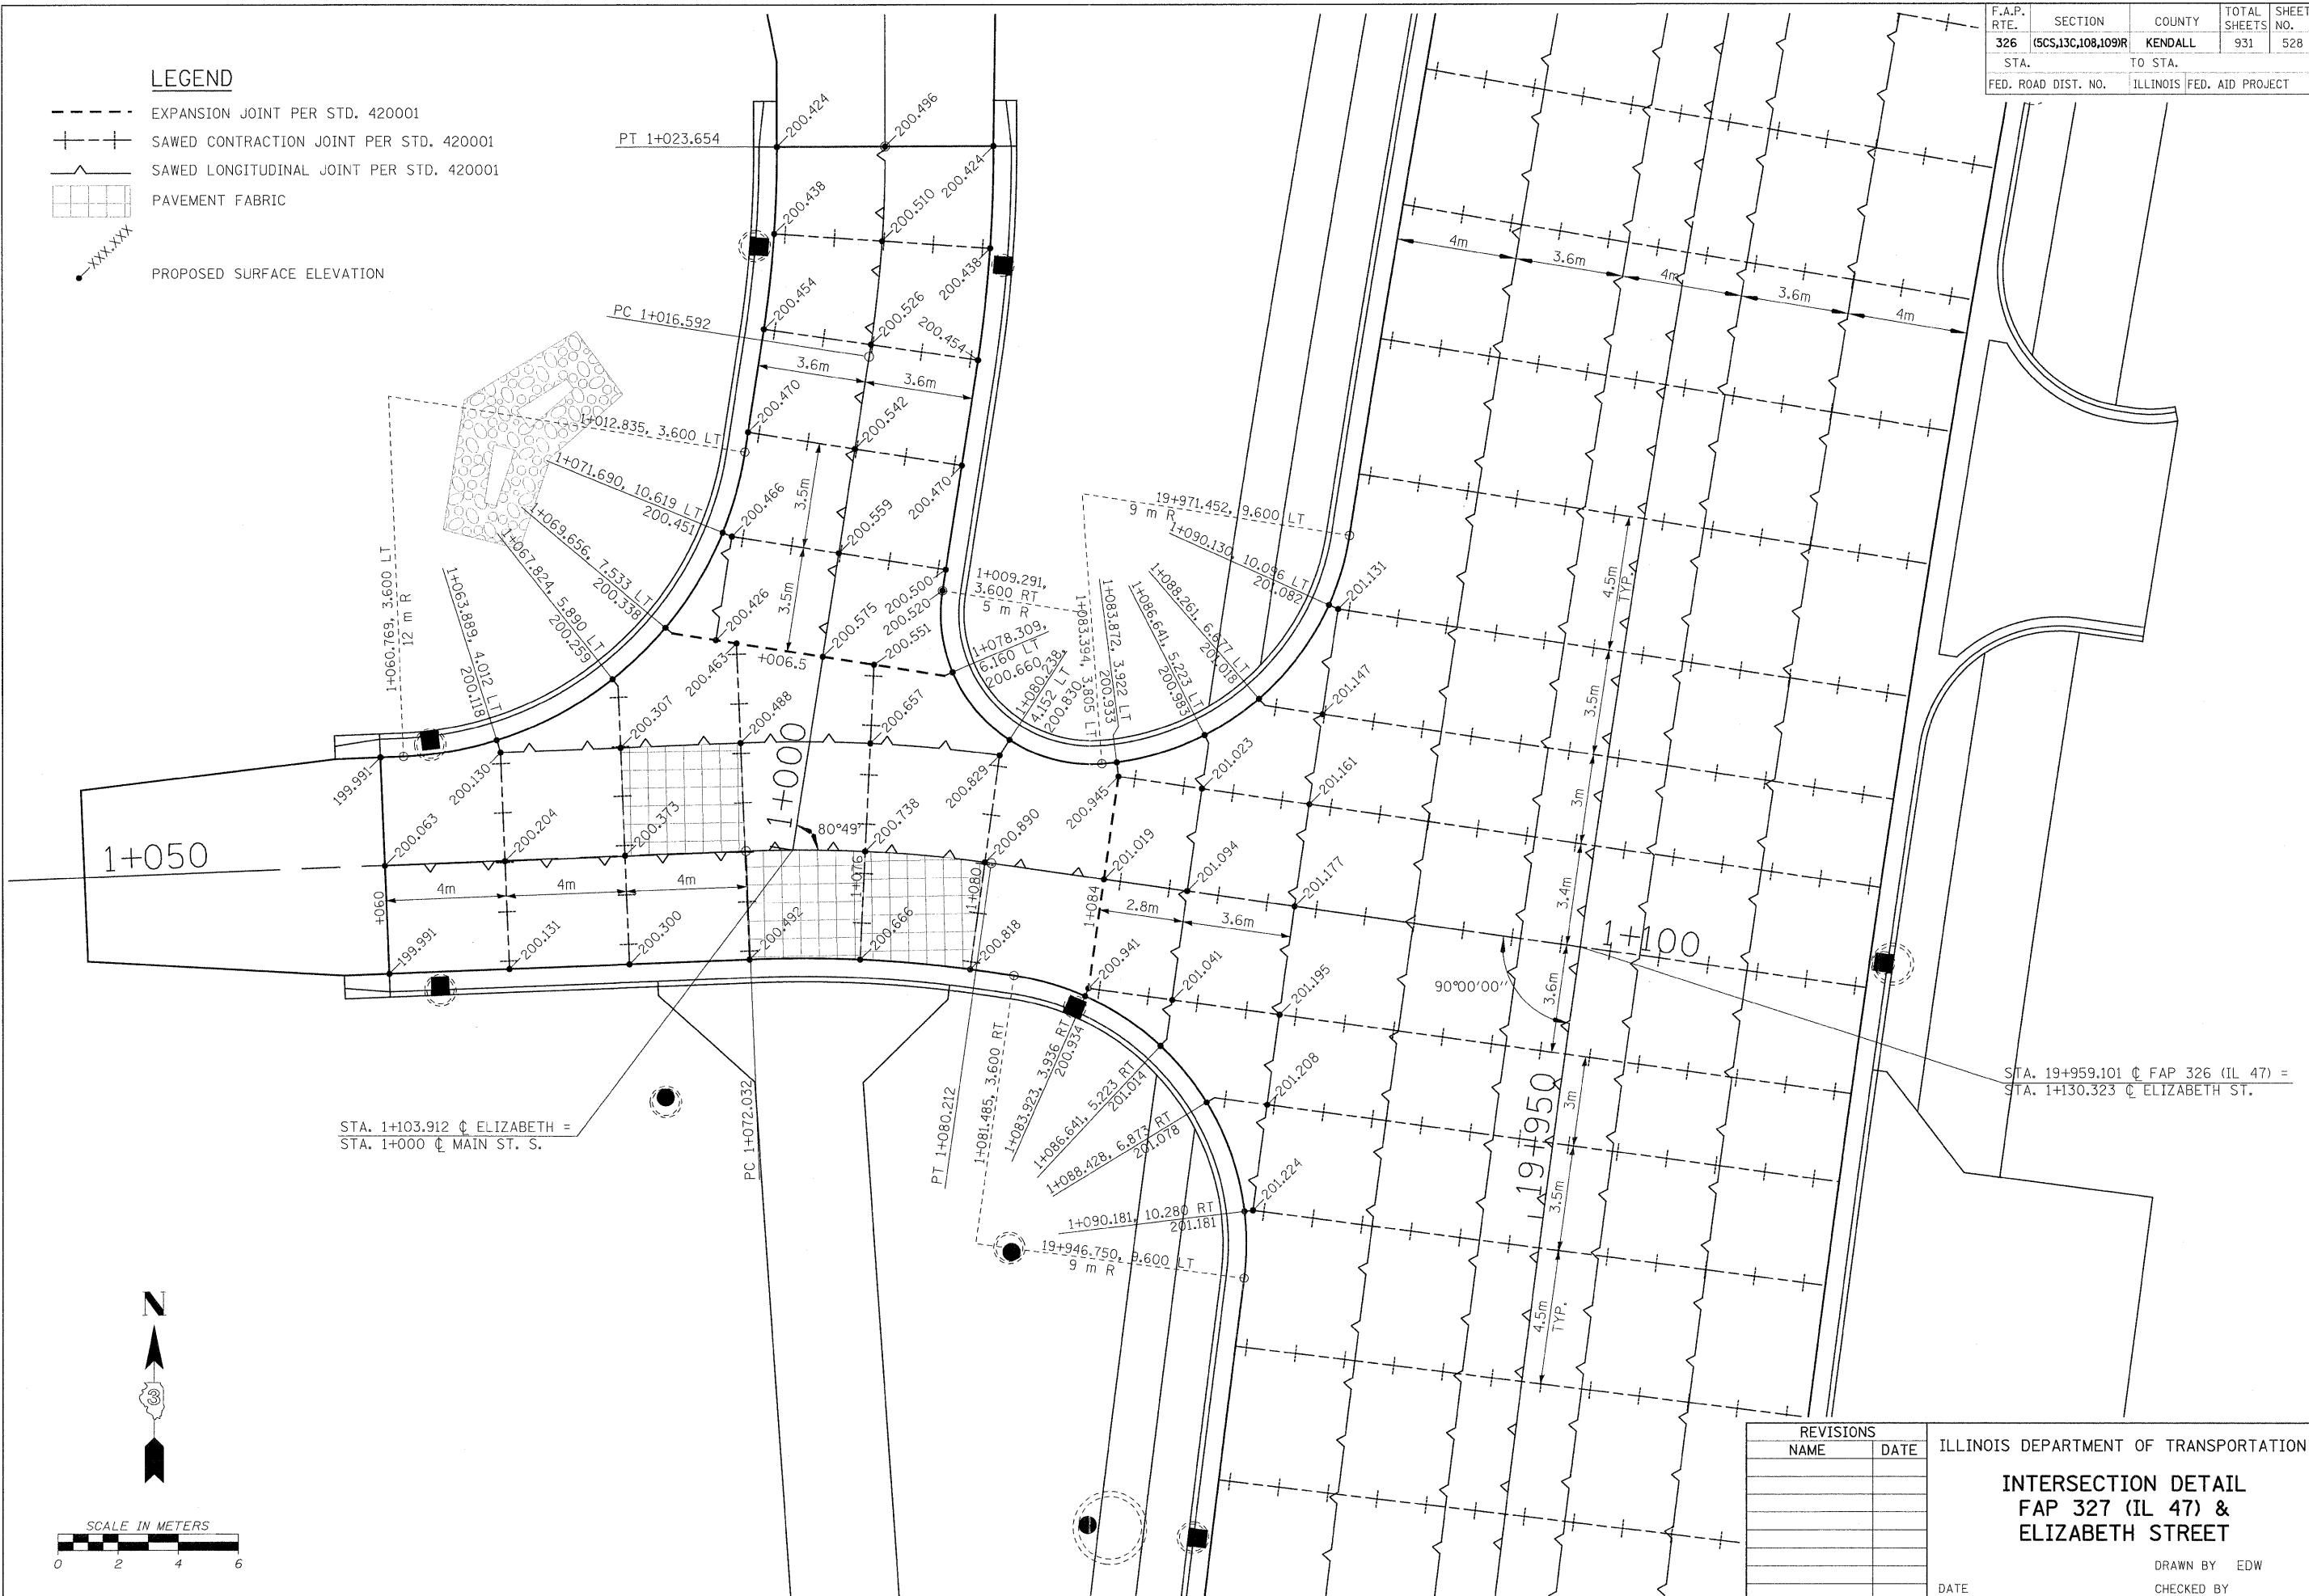 F.A.P. RTE.
SECTION
COUNTY
TOTAL SHEETS
SHEET NO.
326
(5CS,13C,108,109)R
KENDALL
931
528
STA.
TO STA.
FED. ROAD DIST. NO.
ILLINOIS
FED. AID PROJECT
LEGEND
EXPANSION JOINT PER STD. 420001
SAWED CONTRACTION JOINT PER STD. 420001
SAWED LONGITUDINAL JOINT PER STD. 420001
PAVEMENT FABRIC
XXX.XXX
PROPOSED SURFACE ELEVATION
PT 1+023.654
200.424
200.496
200.424
200.438
200.510
200.438
200.454
PC 1+016.592
200.526
200.454
3.6m
3.6m
200.470
200.542
200.470
1+012.835, 3.600 LT
1+071.690, 10.619 LT
200.451
200.466
3.5m
200.559
1+069.656, 7.533 LT
200.338
1+067.824, 5.890 LT
200.259
1+063.889, 4.012 LT
200.118
1+060.769, 3.600 LT
12 m R
200.426
3.5m
200.575
200.500
200.520
200.551
+006.5
200.463
1+009.291,
3.600 RT
5 m R
1+078.309,
6.160 LT
200.660
1+080.238,
4.152 LT
200.830
1+083.394, 3.805 LT
1+083.872, 3.922 LT
200.933
1+086.641, 5.223 LT
200.983
1+088.261, 6.677 LT
201.018
1+090.130, 10.096 LT
201.082
19+971.452, 9.600 LT
9 m R
201.131
201.147
201.161
201.177
4m
3.6m
4m
3.6m
4m
4.5m
TYP.
3.5m
3m
3.4m
3.6m
3m
3.5m
4.5m
TYP.
200.307
200.488
200.657
199.991
200.130
200.829
200.945
201.023
200.063
200.204
200.373
1+000
80°49'
200.738
200.890
201.019
201.094
1+050
+060
4m
4m
4m
1+076
1+080
1+084
2.8m
3.6m
1+100
90°00'00''
199.991
200.131
200.300
200.492
200.666
200.818
200.941
201.041
201.195
201.208
201.224
PC 1+072.032
PT 1+080.212
1+081.485, 3.600 RT
1+083.923, 3.936 RT
200.934
1+086.641, 5.223 RT
201.014
1+088.428, 6.873 RT
201.078
1+090.181, 10.280 RT
201.181
19+946.750, 9.600 LT
9 m R
19+950
STA. 1+103.912 ℄ ELIZABETH =
STA. 1+000 ℄ MAIN ST. S.
STA. 19+959.101 ℄ FAP 326 (IL 47) =
STA. 1+130.323 ℄ ELIZABETH ST.
N
3
SCALE IN METERS
0 2 4 6
REVISIONS
NAME DATE
ILLINOIS DEPARTMENT OF TRANSPORTATION
INTERSECTION DETAIL
FAP 327 (IL 47) &
ELIZABETH STREET
DRAWN BY EDW
DATE
CHECKED BY